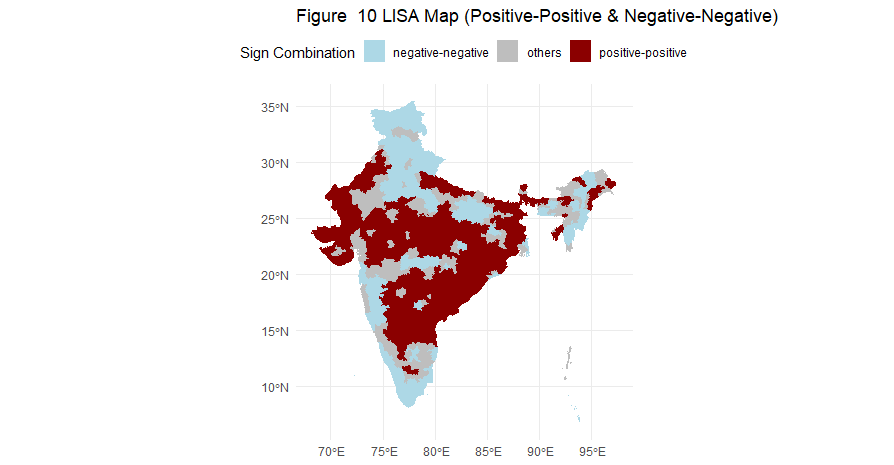 Figure  10 LISA Map (Positive-Positive & Negative-Negative)
Sign Combination negative-negative others positive-positive
35°N
30°N
25°N
20°N
15°N
10°N
70°E 75°E 80°E 85°E 90°E 95°E